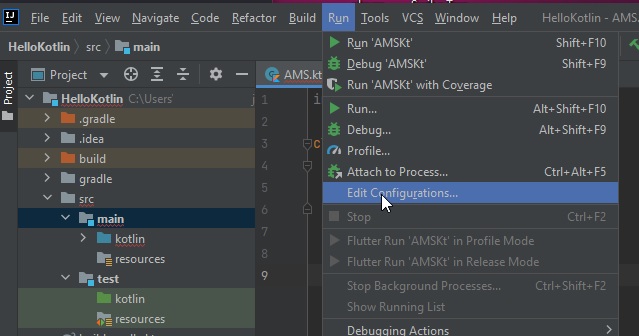 IJ File Edit View Navigate Code Refactor Build Run Tools VCS Window Help HelloKotlin - AMS
HelloKotlin src main
Project AMS.kt
Project
HelloKotlin C:\Users'
.gradle
.idea
build
gradle
src
main
kotlin
resources
test
kotlin
resources
1
2
3
4
5
6
7
8
9
Run 'AMSKt' Shift+F10
Debug 'AMSKt' Shift+F9
Run 'AMSKt' with Coverage
Run... Alt+Shift+F10
Debug... Alt+Shift+F9
Profile...
Attach to Process... Ctrl+Alt+F5
Edit Configurations...
Stop Ctrl+F2
Flutter Run 'AMSKt' in Profile Mode
Flutter Run 'AMSKt' in Release Mode
Stop Background Processes... Ctrl+Shift+F2
Show Running List
Debugging Actions